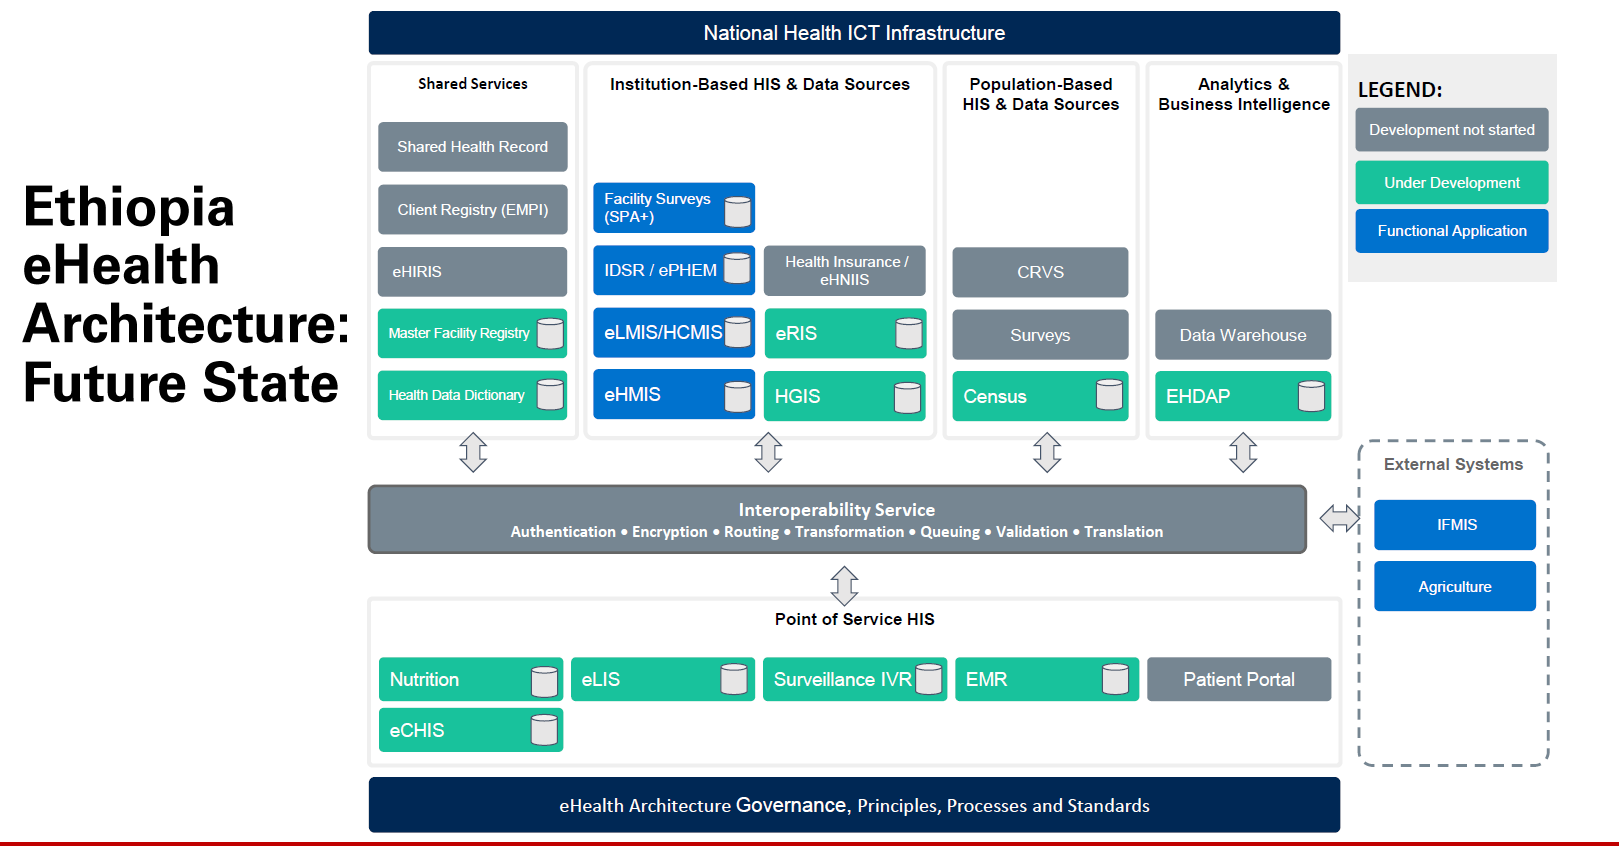 Ethiopia
eHealth
Architecture:
Future State
National Health ICT Infrastructure
Shared Services
Shared Health Record
Client Registry (EMPI)
eHIRIS
Master Facility Registry
Health Data Dictionary
Institution-Based HIS & Data Sources
Facility Surveys
(SPA+)
IDSR / ePHEM
eLMIS/HCMIS
eHMIS
Health Insurance /
eHNIIS
eRIS
HGIS
Population-Based
HIS & Data Sources
CRVS
Surveys
Census
Analytics &
Business Intelligence
Data Warehouse
EHDAP
LEGEND:
Development not started
Under Development
Functional Application
Interoperability Service
Authentication • Encryption • Routing • Transformation • Queuing • Validation • Translation
External Systems
IFMIS
Agriculture
Point of Service HIS
Nutrition
eLIS
Surveillance IVR
EMR
Patient Portal
eCHIS
eHealth Architecture Governance, Principles, Processes and Standards